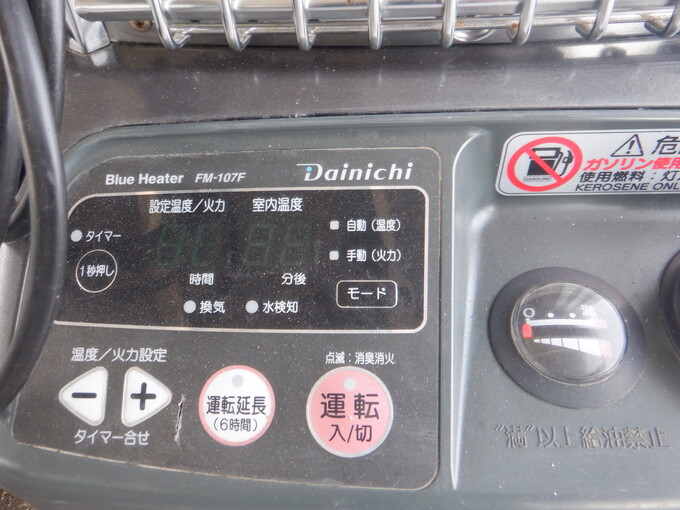 Blue Heater FM-107F Dainichi
設定温度／火力 室内温度
タイマー
1秒押し
自動（温度）
手動（火力）
時間 分後
換気 水検知
モード
温度／火力設定
点滅：消臭消火
－ ＋
運転延長
（6時間）
運転
入/切
タイマー合せ
⚠ 危
ガソリン使用
GASOLINE
使用燃料：灯
KEROSENE ONL
"満"以上給油禁止